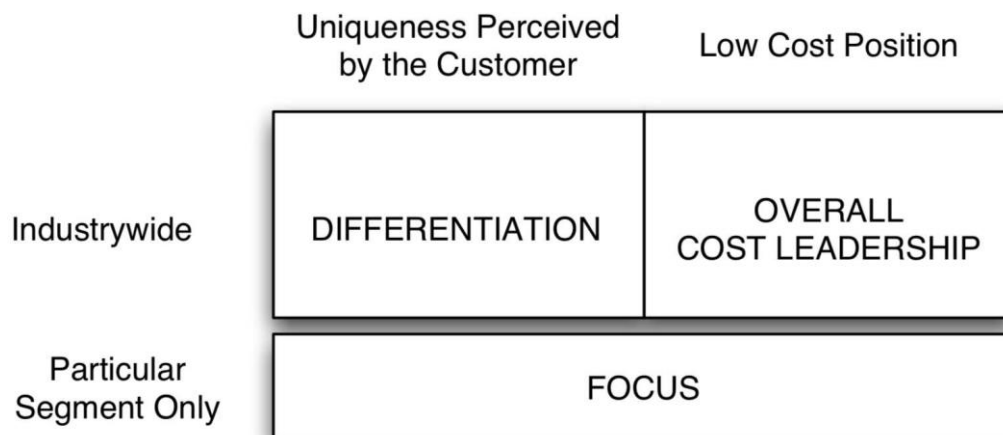 Uniqueness Perceived
by the Customer
Low Cost Position
Industrywide
DIFFERENTIATION
OVERALL
COST LEADERSHIP
Particular
Segment Only
FOCUS